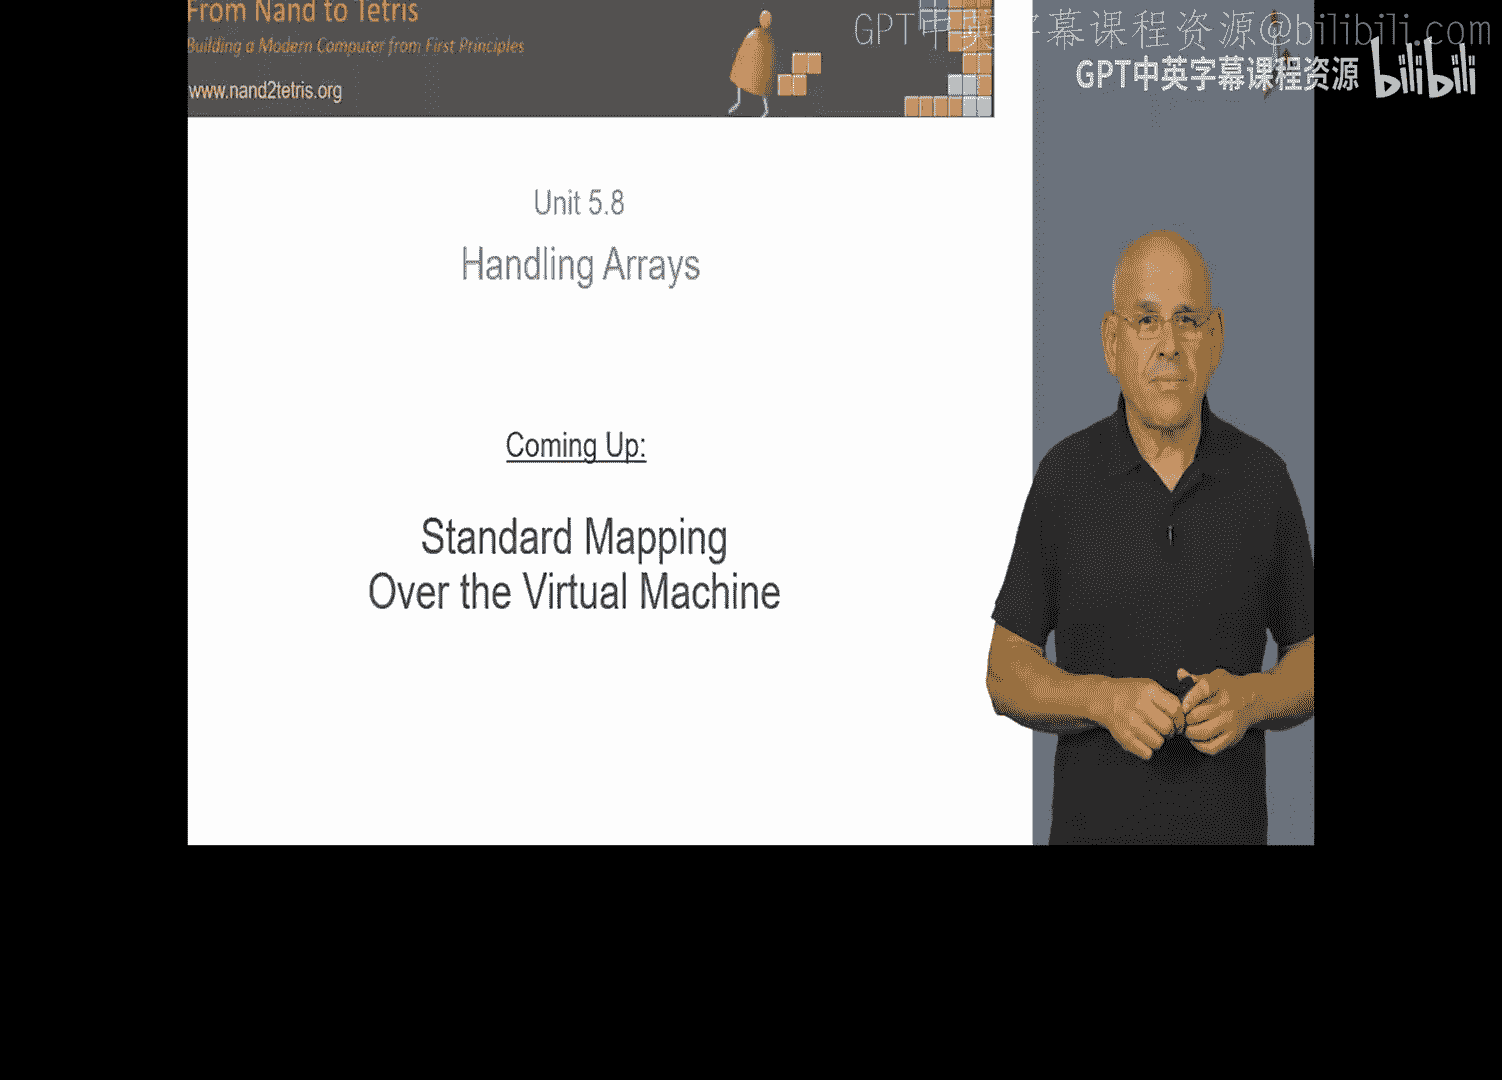 From Nand to Tetris
Building a Modern Computer from First Principles
www.nand2tetris.org
GPT中英字幕课程资源@bilibili.com
GPT中英字幕课程资源 bilibili
Unit 5.8
Handling Arrays
Coming Up:
Standard Mapping
Over the Virtual Machine